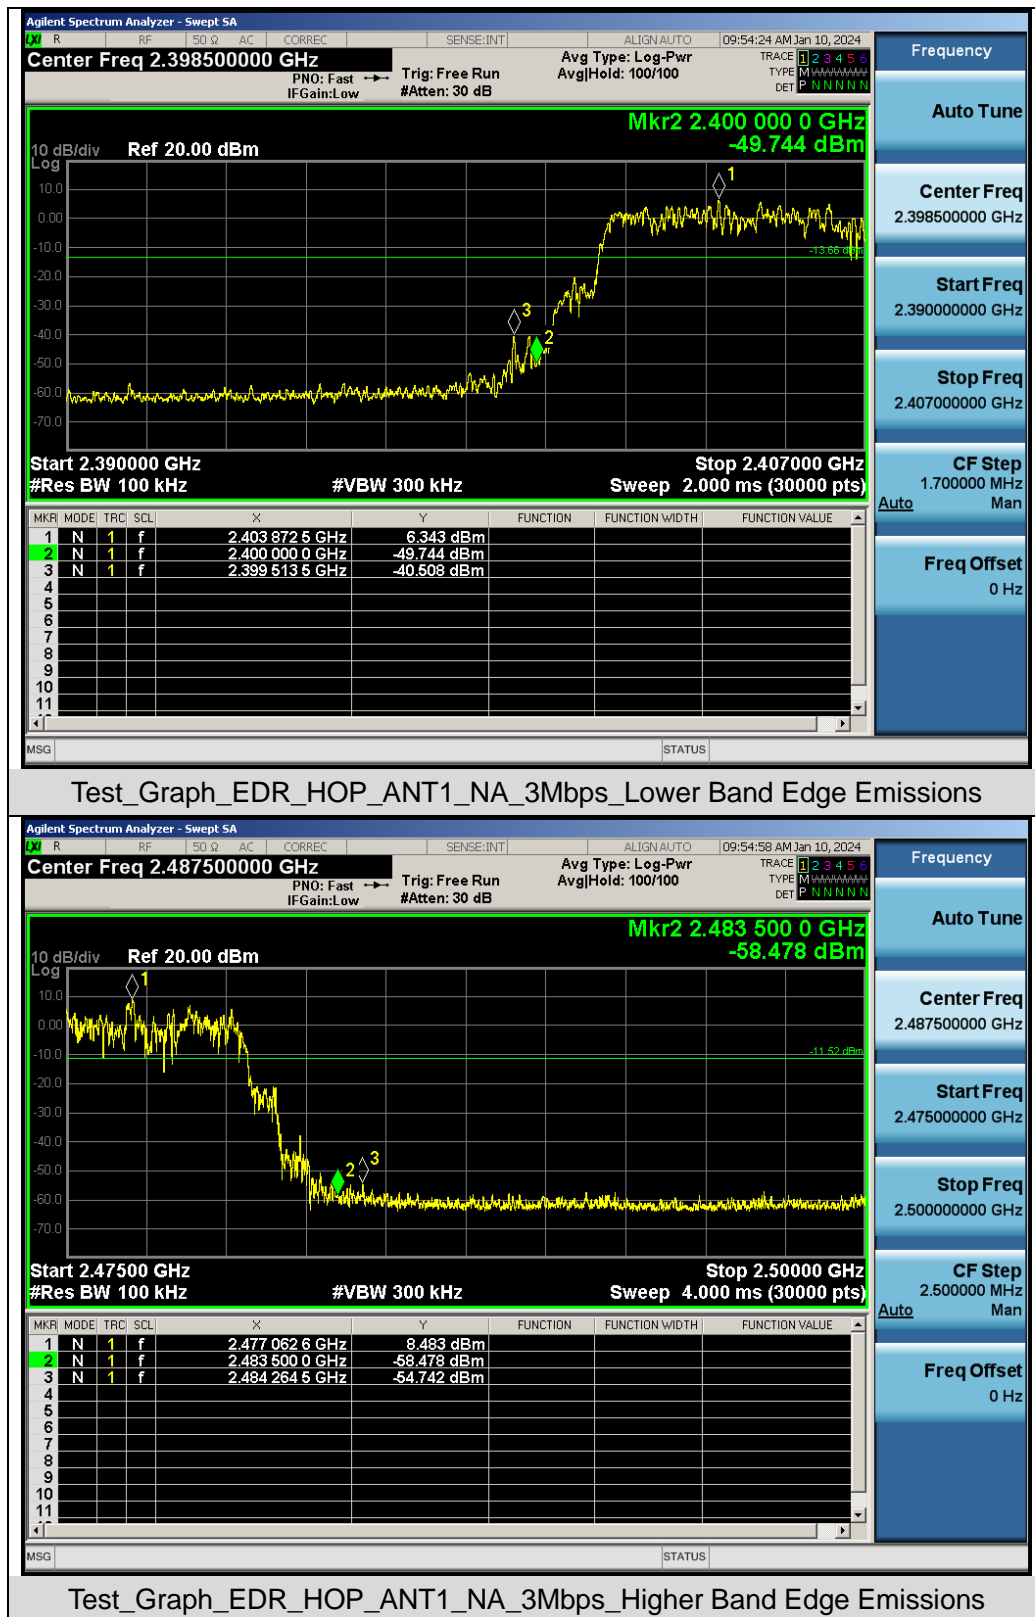 Agilent Spectrum Analyzer - Swept SA
LXI R RF 50 Ω AC CORREC SENSE:INT ALIGN AUTO 09:54:24 AM Jan 10, 2024
Center Freq 2.398500000 GHz
PNO: Fast
IFGain:Low
Trig: Free Run
#Atten: 30 dB
Avg Type: Log-Pwr
Avg|Hold: 100/100
TRACE 1 2 3 4 5 6
TYPE M WWWWW
DET P N N N N N
Mkr2 2.400 000 0 GHz
-49.744 dBm
10 dB/div Ref 20.00 dBm
Log
10.0
0.00
-10.0
-20.0
-30.0
-40.0
-50.0
-60.0
-70.0
-13.66 dBm
1
2
3
Start 2.390000 GHz Stop 2.407000 GHz
#Res BW 100 kHz #VBW 300 kHz Sweep 2.000 ms (30000 pts)
MKR MODE TRC SCL X Y FUNCTION FUNCTION WIDTH FUNCTION VALUE
1 N 1 f 2.403 872 5 GHz 6.343 dBm
2 N 1 f 2.400 000 0 GHz -49.744 dBm
3 N 1 f 2.399 513 5 GHz -40.508 dBm
4
5
6
7
8
9
10
11
MSG STATUS
Frequency
Auto Tune
Center Freq
2.398500000 GHz
Start Freq
2.390000000 GHz
Stop Freq
2.407000000 GHz
CF Step
1.700000 MHz
Auto Man
Freq Offset
0 Hz
Test_Graph_EDR_HOP_ANT1_NA_3Mbps_Lower Band Edge Emissions
Agilent Spectrum Analyzer - Swept SA
LXI R RF 50 Ω AC CORREC SENSE:INT ALIGN AUTO 09:54:58 AM Jan 10, 2024
Center Freq 2.487500000 GHz
PNO: Fast
IFGain:Low
Trig: Free Run
#Atten: 30 dB
Avg Type: Log-Pwr
Avg|Hold: 100/100
TRACE 1 2 3 4 5 6
TYPE M WWWWW
DET P N N N N N
Mkr2 2.483 500 0 GHz
-58.478 dBm
10 dB/div Ref 20.00 dBm
Log
10.0
0.00
-10.0
-20.0
-30.0
-40.0
-50.0
-60.0
-70.0
-11.52 dBm
1
2
3
Start 2.47500 GHz Stop 2.50000 GHz
#Res BW 100 kHz #VBW 300 kHz Sweep 4.000 ms (30000 pts)
MKR MODE TRC SCL X Y FUNCTION FUNCTION WIDTH FUNCTION VALUE
1 N 1 f 2.477 062 6 GHz 8.483 dBm
2 N 1 f 2.483 500 0 GHz -58.478 dBm
3 N 1 f 2.484 264 5 GHz -54.742 dBm
4
5
6
7
8
9
10
11
MSG STATUS
Frequency
Auto Tune
Center Freq
2.487500000 GHz
Start Freq
2.475000000 GHz
Stop Freq
2.500000000 GHz
CF Step
2.500000 MHz
Auto Man
Freq Offset
0 Hz
Test_Graph_EDR_HOP_ANT1_NA_3Mbps_Higher Band Edge Emissions